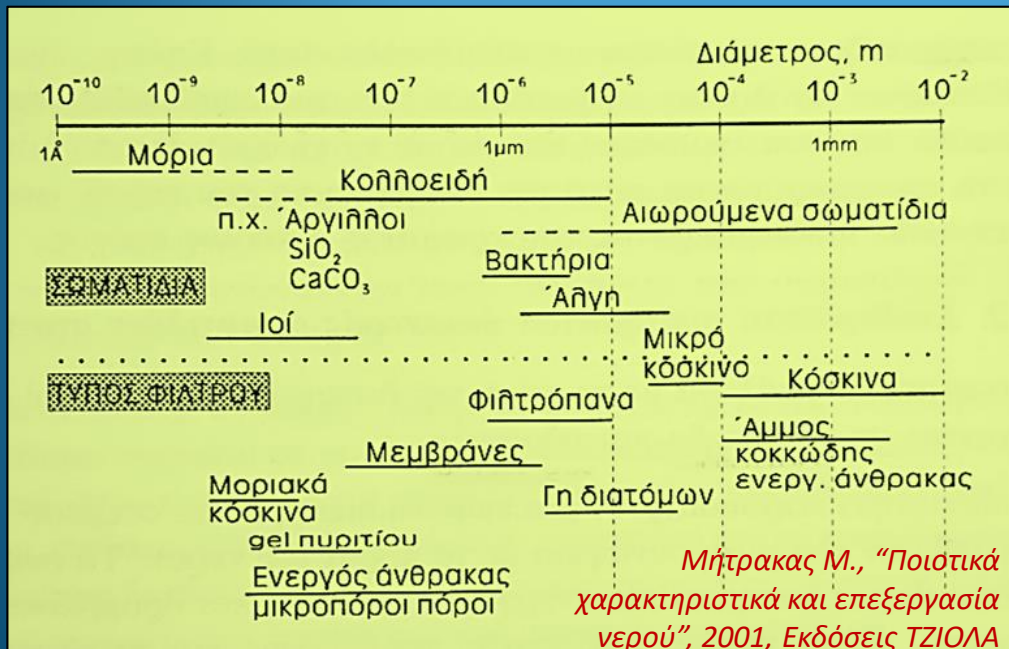 Διάμετρος, m
10⁻¹⁰ 10⁻⁹ 10⁻⁸ 10⁻⁷ 10⁻⁶ 10⁻⁵ 10⁻⁴ 10⁻³ 10⁻²
1Å 1μm 1mm
Μόρια
Κολλοειδή
π.χ. Άργιλλοι
SiO₂
CaCO₃
Αιωρούμενα σωματίδια
Βακτήρια
ΣΩΜΑΤΙΔΙΑ
Άλγη
Ιοί
Μικρό
κόσκινο
ΤΥΠΟΣ ΦΙΛΤΡΟΥ
Κόσκινα
Φιλτρόπανα
Άμμος
κοκκώδης
ενεργ. άνθρακας
Μεμβράνες
Μοριακά
κόσκινα
Γη διατόμων
gel πυριτίου
Ενεργός άνθρακας
μικροπόροι πόροι
Μήτρακας Μ., “Ποιοτικά
χαρακτηριστικά και επεξεργασία
νερού”, 2001, Εκδόσεις ΤΖΙΟΛΑ